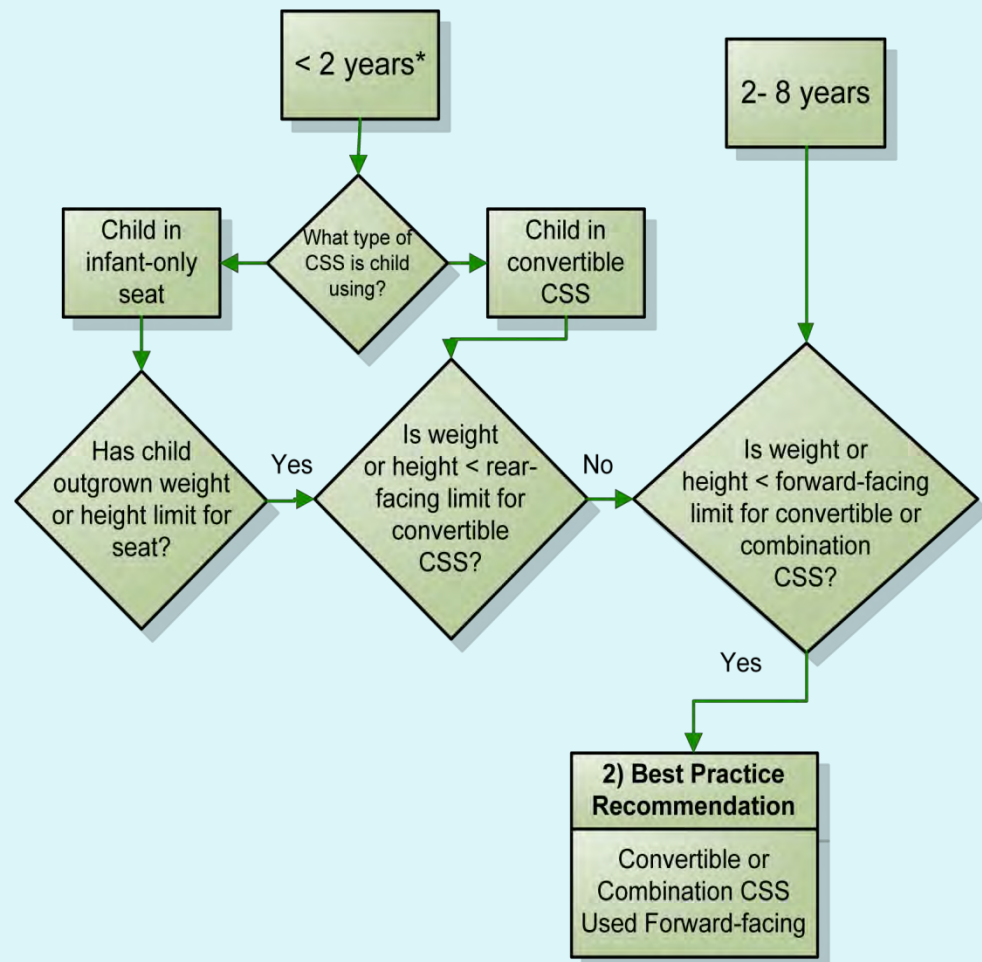 < 2 years*
2- 8 years
What type of
CSS is child
using?
Child in
infant-only
seat
Child in
convertible
CSS
Has child
outgrown weight
or height limit for
seat?
Yes
Is weight
or height < rear-
facing limit for
convertible
CSS?
No
Is weight or
height < forward-facing
limit for convertible or
combination
CSS?
Yes
2) Best Practice
Recommendation
Convertible or
Combination CSS
Used Forward-facing